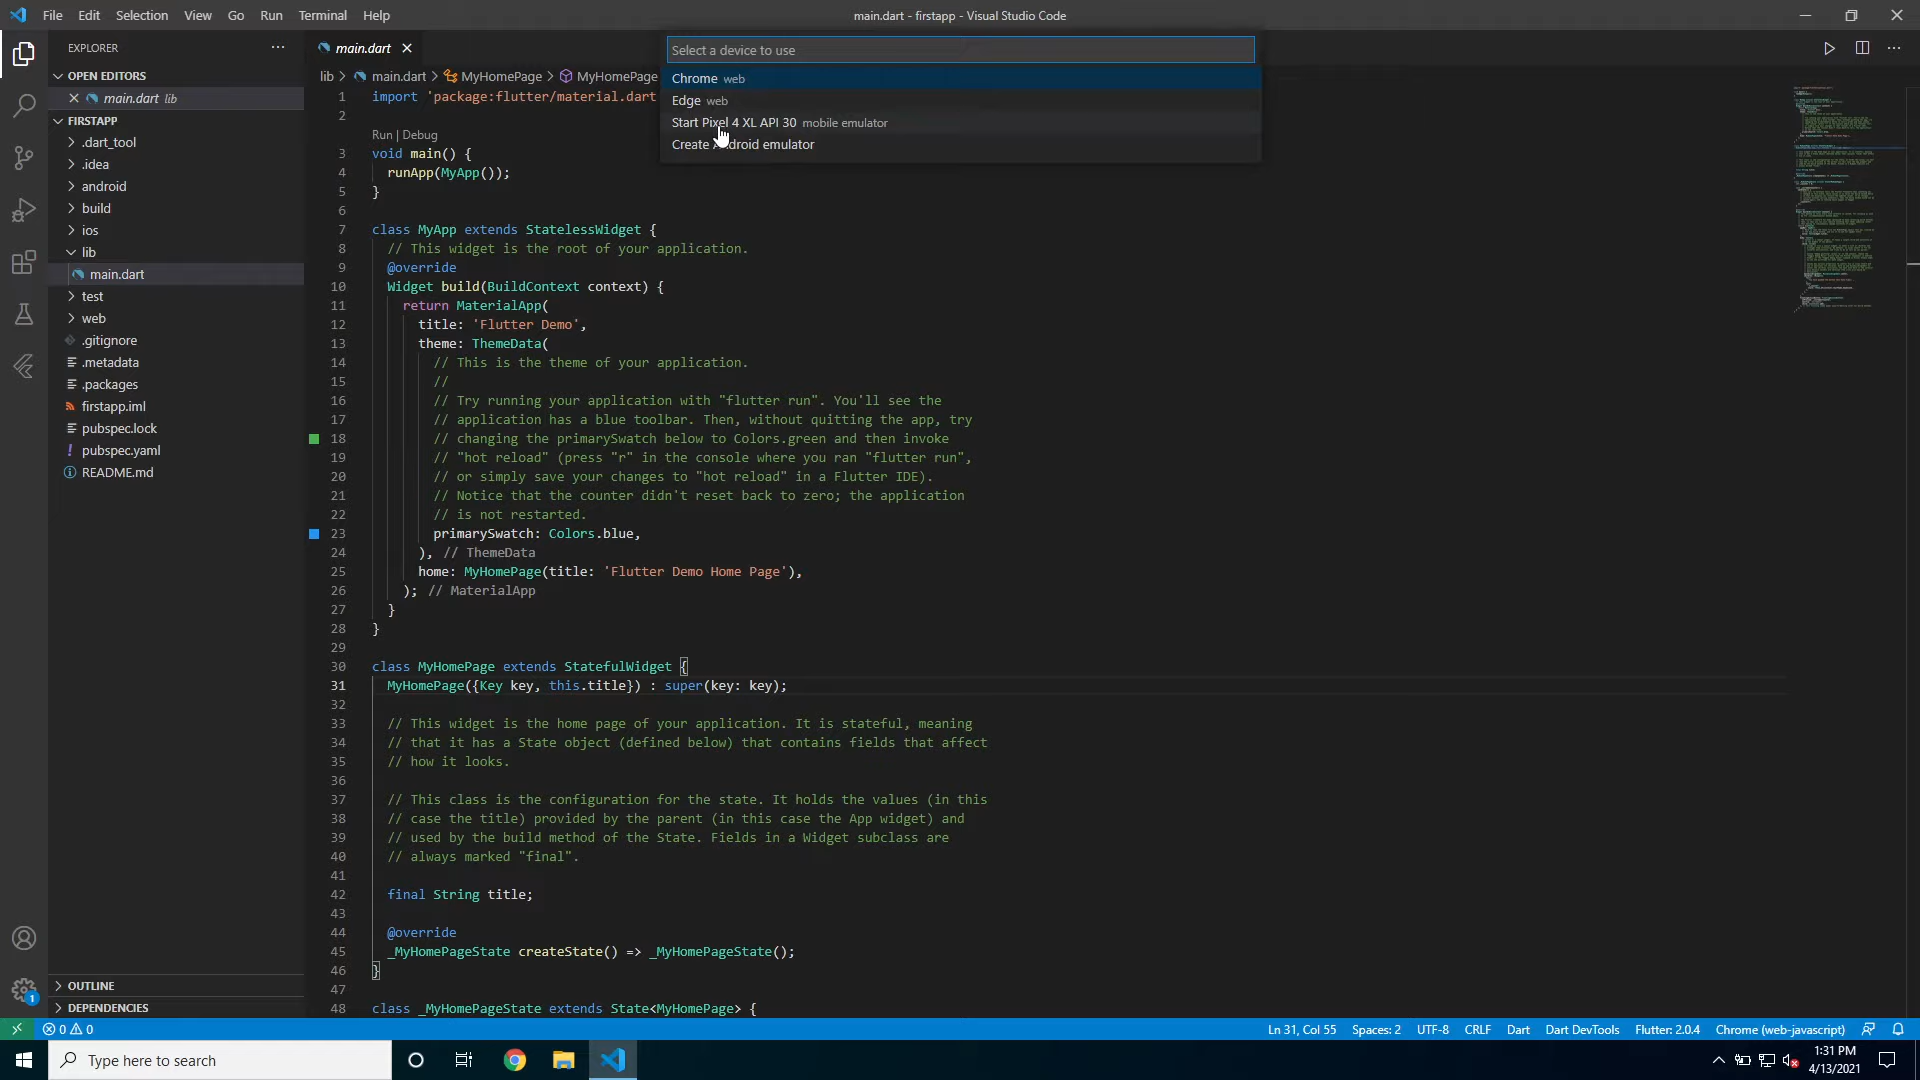 File Edit Selection View Go Run Terminal Help
main.dart - firstapp - Visual Studio Code
EXPLORER
OPEN EDITORS
main.dart lib
FIRSTAPP
.dart_tool
.idea
android
build
ios
lib
main.dart
test
web
.gitignore
.metadata
.packages
firstapp.iml
pubspec.lock
pubspec.yaml
README.md
OUTLINE
DEPENDENCIES
main.dart
lib > main.dart > MyHomePage > MyHomePage
Select a device to use
Chrome web
Edge web
Start Pixel 4 XL API 30 mobile emulator
Create Android emulator
1 import 'package:flutter/material.dart
2
Run | Debug
3 void main() {
4 runApp(MyApp());
5 }
6
7 class MyApp extends StatelessWidget {
8 // This widget is the root of your application.
9 @override
10 Widget build(BuildContext context) {
11 return MaterialApp(
12 title: 'Flutter Demo',
13 theme: ThemeData(
14 // This is the theme of your application.
15 //
16 // Try running your application with "flutter run". You'll see the
17 // application has a blue toolbar. Then, without quitting the app, try
18 // changing the primarySwatch below to Colors.green and then invoke
19 // "hot reload" (press "r" in the console where you ran "flutter run",
20 // or simply save your changes to "hot reload" in a Flutter IDE).
21 // Notice that the counter didn't reset back to zero; the application
22 // is not restarted.
23 primarySwatch: Colors.blue,
24 ), // ThemeData
25 home: MyHomePage(title: 'Flutter Demo Home Page'),
26 ); // MaterialApp
27 }
28 }
29
30 class MyHomePage extends StatefulWidget {
31 MyHomePage({Key key, this.title}) : super(key: key);
32
33 // This widget is the home page of your application. It is stateful, meaning
34 // that it has a State object (defined below) that contains fields that affect
35 // how it looks.
36
37 // This class is the configuration for the state. It holds the values (in this
38 // case the title) provided by the parent (in this case the App widget) and
39 // used by the build method of the State. Fields in a Widget subclass are
40 // always marked "final".
41
42 final String title;
43
44 @override
45 _MyHomePageState createState() => _MyHomePageState();
46 }
47
48 class _MyHomePageState extends State<MyHomePage> {
1
0 0
Ln 31, Col 55 Spaces: 2 UTF-8 CRLF Dart Dart DevTools Flutter: 2.0.4 Chrome (web-javascript)
Type here to search
1:31 PM
4/13/2021